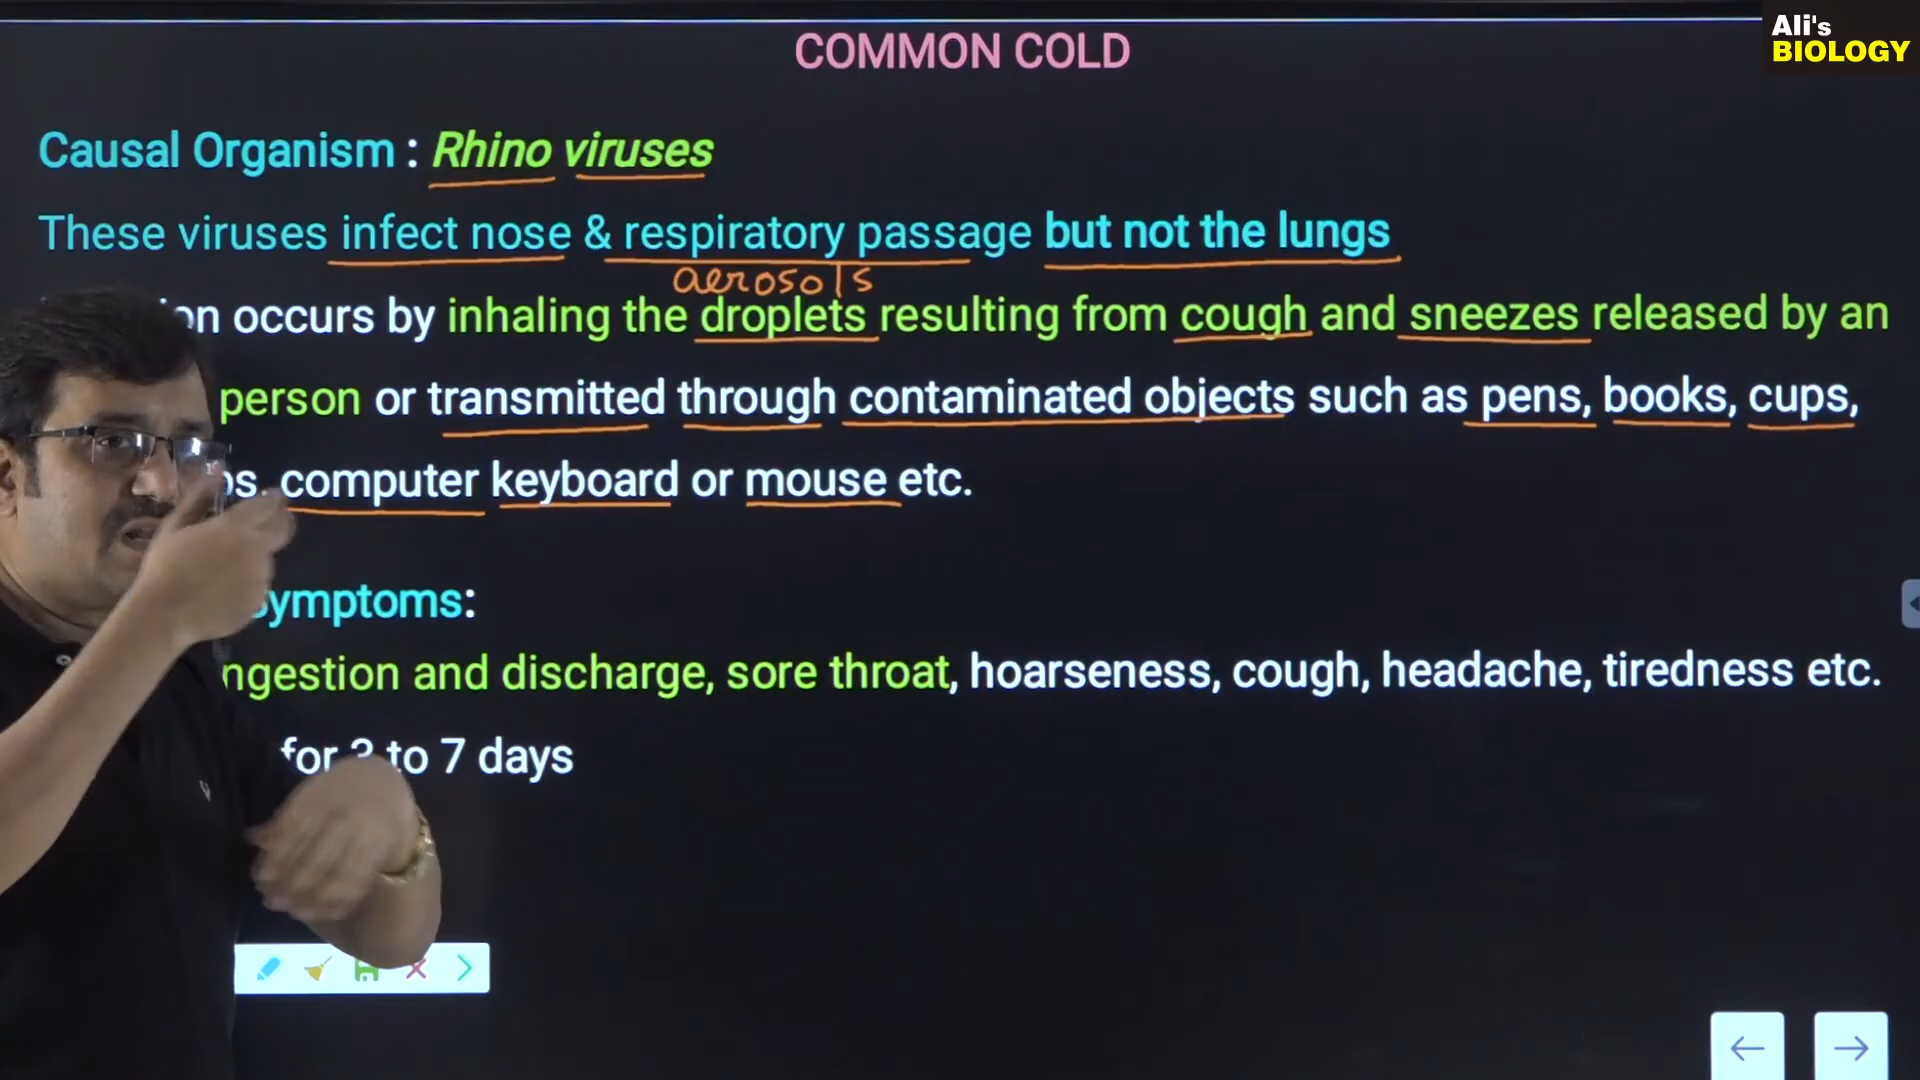 COMMON COLD
Ali's
BIOLOGY
Causal Organism : Rhino viruses
These viruses infect nose & respiratory passage but not the lungs
aerosols
occurs by inhaling the droplets resulting from cough and sneezes released by an
person or transmitted through contaminated objects such as pens, books, cups,
computer keyboard or mouse etc.
symptoms:
and discharge, sore throat, hoarseness, cough, headache, tiredness etc.
for 3 to 7 days